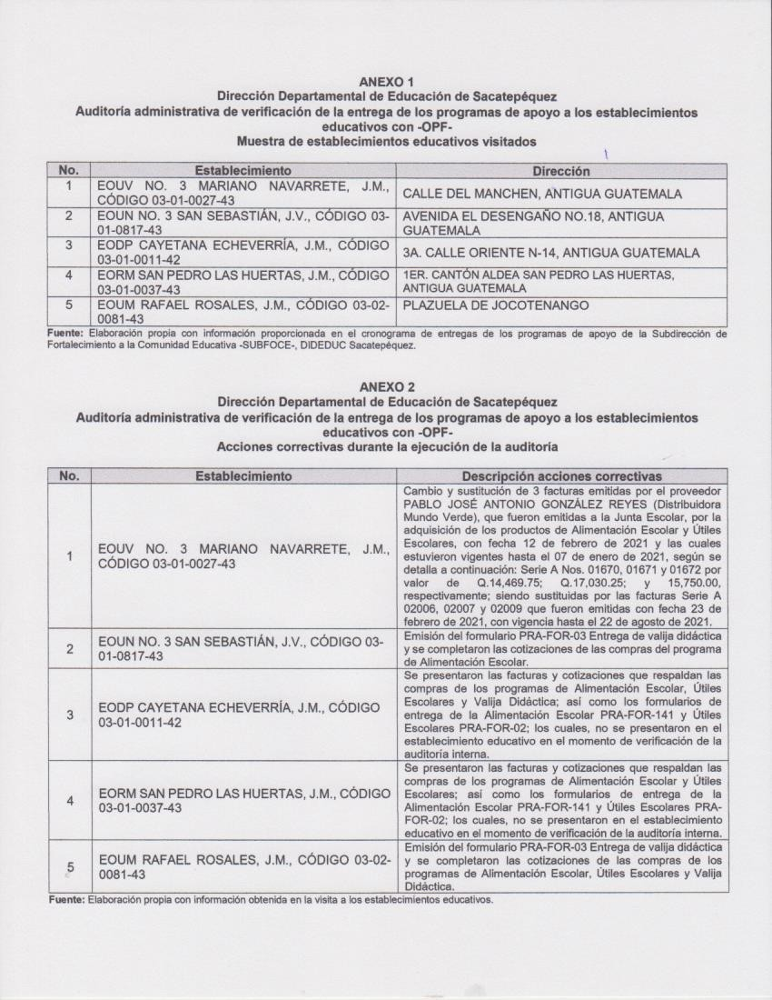 ANEXO 1
Dirección Departamental de Educación de Sacatepéquez
Auditoría administrativa de verificación de la entrega de los programas de apoyo a los establecimientos
educativos con -OPF-
Muestra de establecimientos educativos visitados
No. Establecimiento Dirección
1 EOUV NO. 3 MARIANO NAVARRETE, J.M.,
CÓDIGO 03-01-0027-43
CALLE DEL MANCHEN, ANTIGUA GUATEMALA
2 EOUN NO. 3 SAN SEBASTIÁN, J.V., CÓDIGO 03-
01-0817-43
AVENIDA EL DESENGAÑO NO.18, ANTIGUA
GUATEMALA
3 EODP CAYETANA ECHEVERRÍA, J.M., CÓDIGO
03-01-0011-42
3A. CALLE ORIENTE N-14, ANTIGUA GUATEMALA
4 EORM SAN PEDRO LAS HUERTAS, J.M., CÓDIGO
03-01-0037-43
1ER. CANTÓN ALDEA SAN PEDRO LAS HUERTAS,
ANTIGUA GUATEMALA
5 EOUM RAFAEL ROSALES, J.M., CÓDIGO 03-02-
0081-43
PLAZUELA DE JOCOTENANGO
Fuente: Elaboración propia con información proporcionada en el cronograma de entregas de los programas de apoyo de la Subdirección de
Fortalecimiento a la Comunidad Educativa -SUBFOCE-, DIDEDUC Sacatepéquez.
ANEXO 2
Dirección Departamental de Educación de Sacatepéquez
Auditoría administrativa de verificación de la entrega de los programas de apoyo a los establecimientos
educativos con -OPF-
Acciones correctivas durante la ejecución de la auditoría
No. Establecimiento Descripción acciones correctivas
1
EOUV NO. 3 MARIANO NAVARRETE, J.M.,
CÓDIGO 03-01-0027-43
Cambio y sustitución de 3 facturas emitidas por el proveedor
PABLO JOSÉ ANTONIO GONZÁLEZ REYES (Distribuidora
Mundo Verde), que fueron emitidas a la Junta Escolar, por la
adquisición de los productos de Alimentación Escolar y Útiles
Escolares, con fecha 12 de febrero de 2021 y las cuales
estuvieron vigentes hasta el 07 de enero de 2021, según se
detalla a continuación: Serie A Nos. 01670, 01671 y 01672 por
valor de Q.14,469.75; Q.17,030.25; y 15,750.00,
respectivamente; siendo sustituidas por las facturas Serie A
02006, 02007 y 02009 que fueron emitidas con fecha 23 de
febrero de 2021, con vigencia hasta el 22 de agosto de 2021.
2
EOUN NO. 3 SAN SEBASTIÁN, J.V., CÓDIGO 03-
01-0817-43
Emisión del formulario PRA-FOR-03 Entrega de valija didáctica
y se completaron las cotizaciones de las compras del programa
de Alimentación Escolar.
3
EODP CAYETANA ECHEVERRÍA, J.M., CÓDIGO
03-01-0011-42
Se presentaron las facturas y cotizaciones que respaldan las
compras de los programas de Alimentación Escolar, Útiles
Escolares y Valija Didáctica; así como los formularios de
entrega de la Alimentación Escolar PRA-FOR-141 y Útiles
Escolares PRA-FOR-02; los cuales, no se presentaron en el
establecimiento educativo en el momento de verificación de la
auditoría interna.
4
EORM SAN PEDRO LAS HUERTAS, J.M., CÓDIGO
03-01-0037-43
Se presentaron las facturas y cotizaciones que respaldan las
compras de los programas de Alimentación Escolar y Útiles
Escolares; así como los formularios de entrega de la
Alimentación Escolar PRA-FOR-141 y Útiles Escolares PRA-
FOR-02; los cuales, no se presentaron en el establecimiento
educativo en el momento de verificación de la auditoría interna.
5
EOUM RAFAEL ROSALES, J.M., CÓDIGO 03-02-
0081-43
Emisión del formulario PRA-FOR-03 Entrega de valija didáctica
y se completaron las cotizaciones de las compras de los
programas de Alimentación Escolar, Útiles Escolares y Valija
Didáctica.
Fuente: Elaboración propia con información obtenida en la visita a los establecimientos educativos.